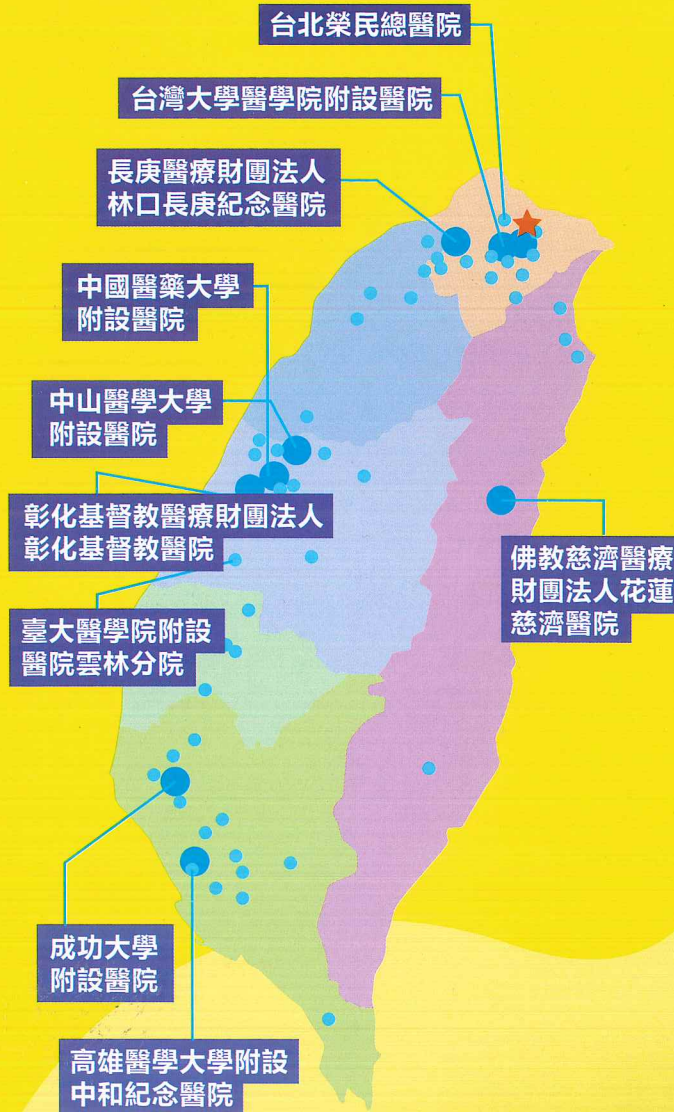 台北榮民總醫院
台灣大學醫學院附設醫院
長庚醫療財團法人
林口長庚紀念醫院
中國醫藥大學
附設醫院
中山醫學大學
附設醫院
彰化基督教醫療財團法人
彰化基督教醫院
佛教慈濟醫療
財團法人花蓮
慈濟醫院
臺大醫學院附設
醫院雲林分院
成功大學
附設醫院
高雄醫學大學附設
中和紀念醫院